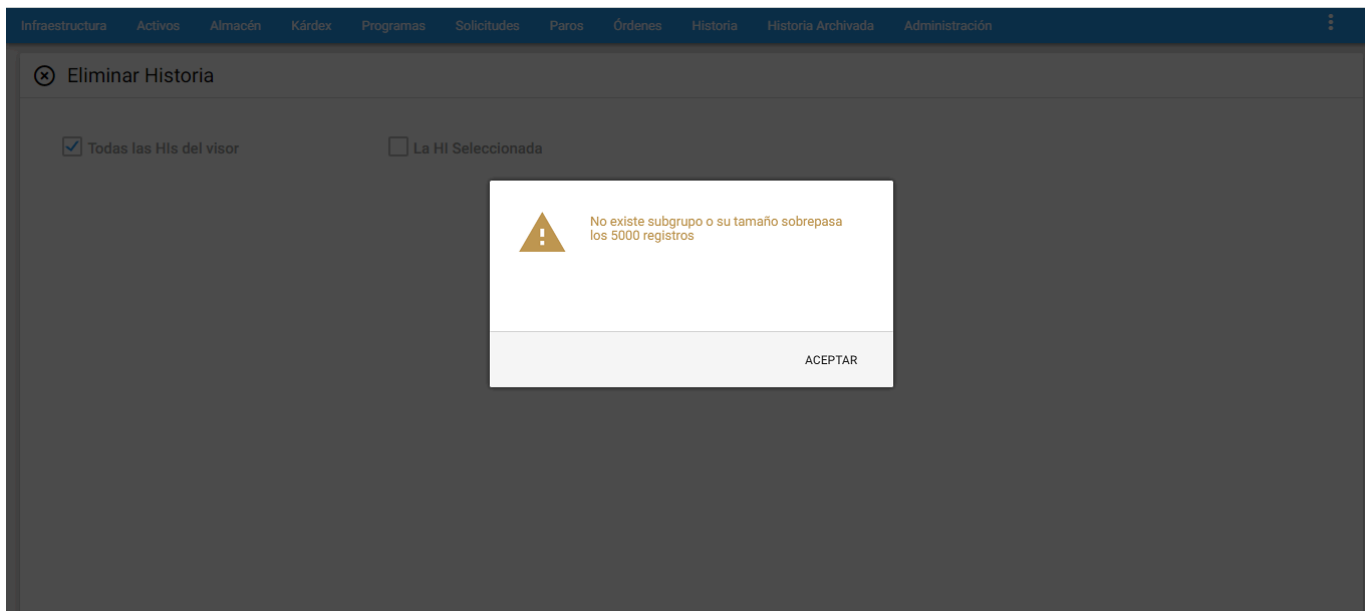 Infraestructura Activos Almacén Kárdex Programas Solicitudes Paros Órdenes Historia Historia Archivada Administración
Eliminar Historia
Todas las HIs del visor La HI Seleccionada
No existe subgrupo o su tamaño sobrepasa
los 5000 registros
ACEPTAR